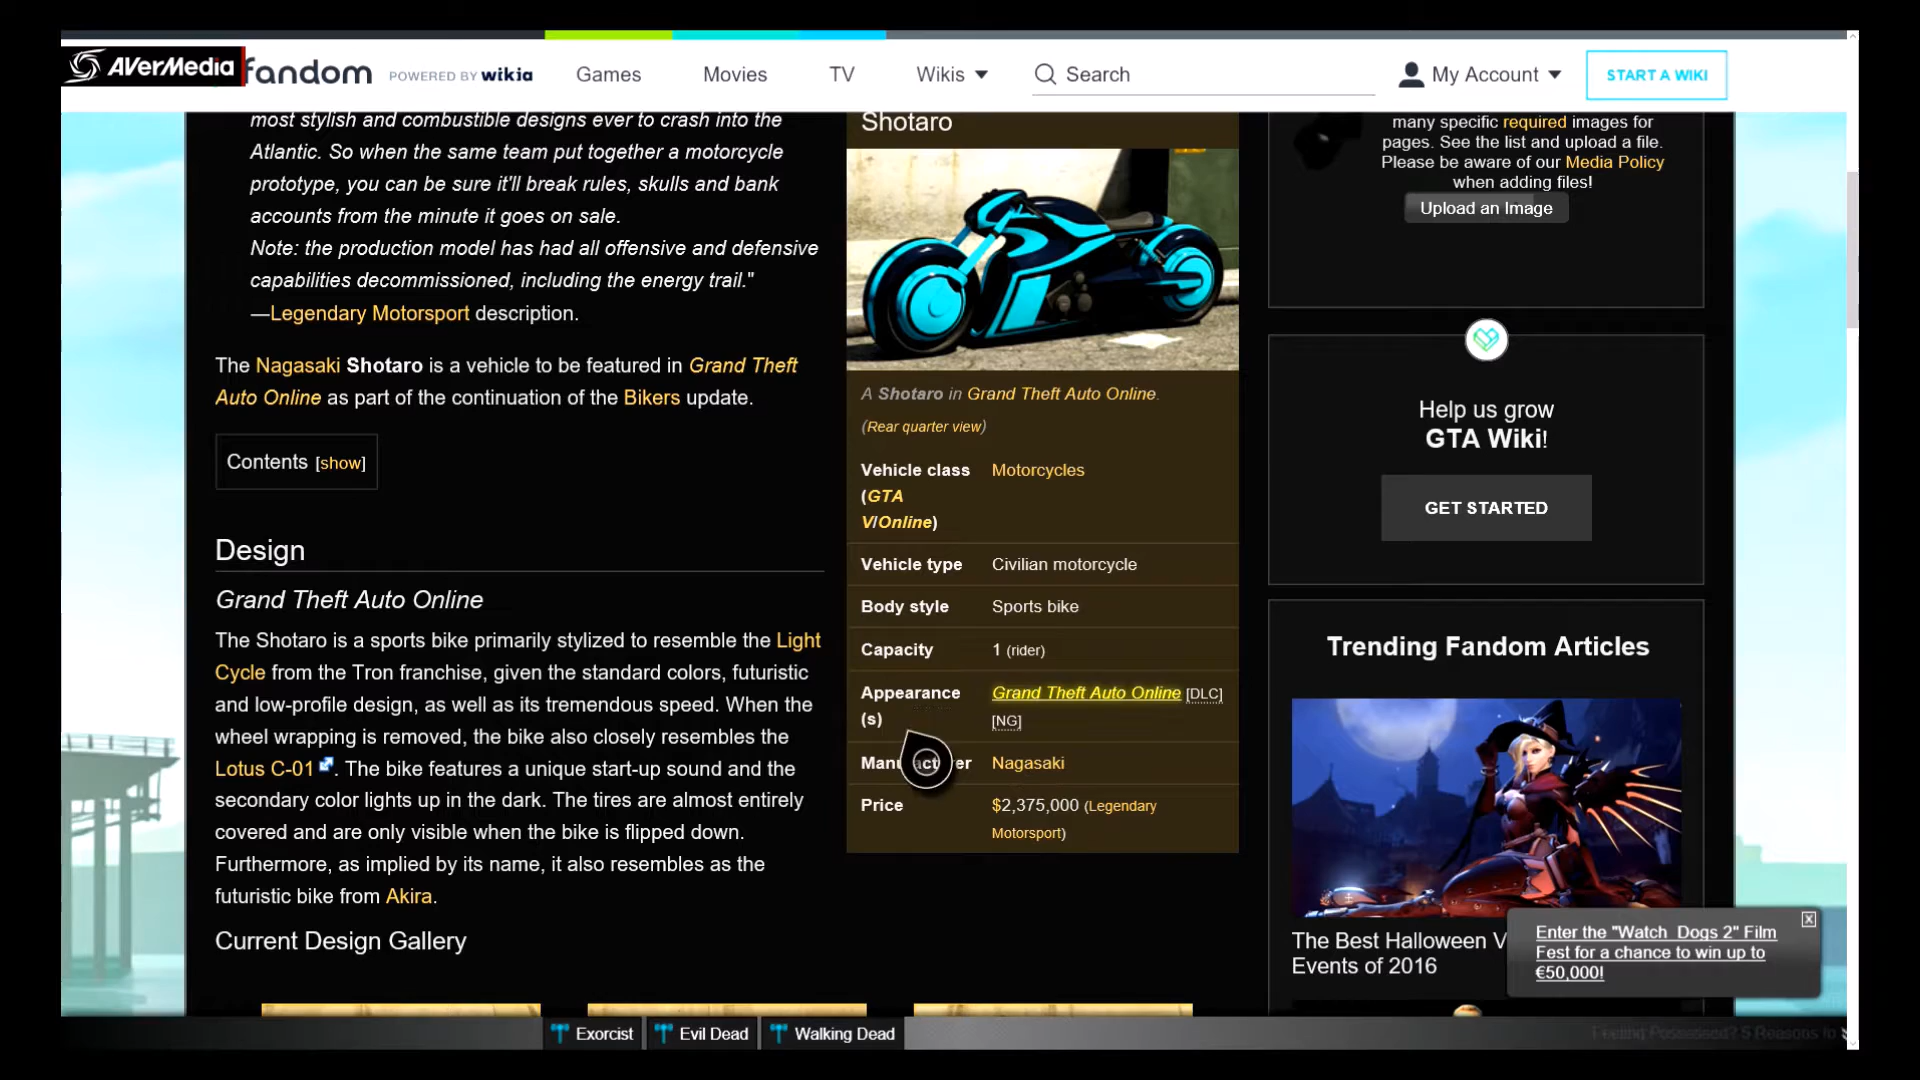 AVerMedia
fandom POWERED BY wikia Games Movies TV Wikis Search My Account START A WIKI
most stylish and combustible designs ever to crash into the
Atlantic. So when the same team put together a motorcycle
prototype, you can be sure it'll break rules, skulls and bank
accounts from the minute it goes on sale.
Note: the production model has had all offensive and defensive
capabilities decommissioned, including the energy trail."
—Legendary Motorsport description.
The Nagasaki Shotaro is a vehicle to be featured in Grand Theft
Auto Online as part of the continuation of the Bikers update.
Contents [show]
Design
Grand Theft Auto Online
The Shotaro is a sports bike primarily stylized to resemble the Light
Cycle from the Tron franchise, given the standard colors, futuristic
and low-profile design, as well as its tremendous speed. When the
wheel wrapping is removed, the bike also closely resembles the
Lotus C-01. The bike features a unique start-up sound and the
secondary color lights up in the dark. The tires are almost entirely
covered and are only visible when the bike is flipped down.
Furthermore, as implied by its name, it also resembles as the
futuristic bike from Akira.
Current Design Gallery
Shotaro
A Shotaro in Grand Theft Auto Online.
(Rear quarter view)
Vehicle class Motorcycles
(GTA
V/Online)
Vehicle type Civilian motorcycle
Body style Sports bike
Capacity 1 (rider)
Appearance Grand Theft Auto Online [DLC]
(s) [NG]
Manufacturer Nagasaki
Price $2,375,000 (Legendary
Motorsport)
many specific required images for
pages. See the list and upload a file.
Please be aware of our Media Policy
when adding files!
Upload an Image
Help us grow
GTA Wiki!
GET STARTED
Trending Fandom Articles
The Best Halloween V
Events of 2016
Enter the "Watch_Dogs 2" Film
Fest for a chance to win up to
€50,000!
Exorcist Evil Dead Walking Dead
Feeling Possessed? 5 Reasons to